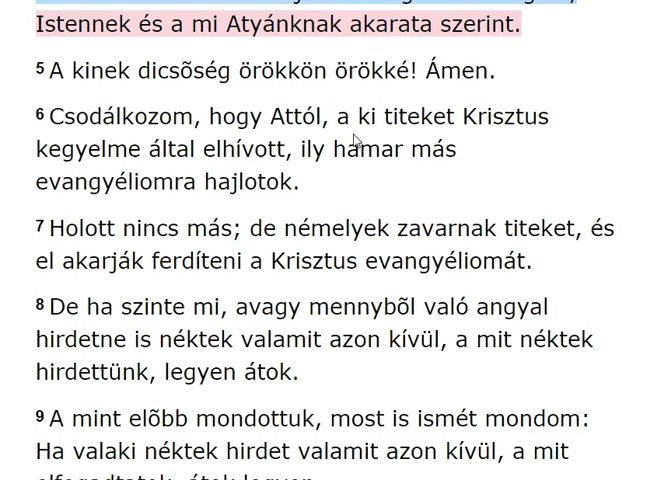 Istennek és a mi Atyánknak akarata szerint.
5 A kinek dicsõség örökkön örökké! Ámen.
6 Csodálkozom, hogy Attól, a ki titeket Krisztus
kegyelme által elhívott, ily hamar más
evangyéliomra hajlotok.
7 Holott nincs más; de némelyek zavarnak titeket, és
el akarják ferdíteni a Krisztus evangyéliomát.
8 De ha szinte mi, avagy mennybõl való angyal
hirdetne is néktek valamit azon kívül, a mit néktek
hirdettünk, legyen átok.
9 A mint elõbb mondottuk, most is ismét mondom:
Ha valaki néktek hirdet valamit azon kívül, a mit
elfogadtatok, átok legyen